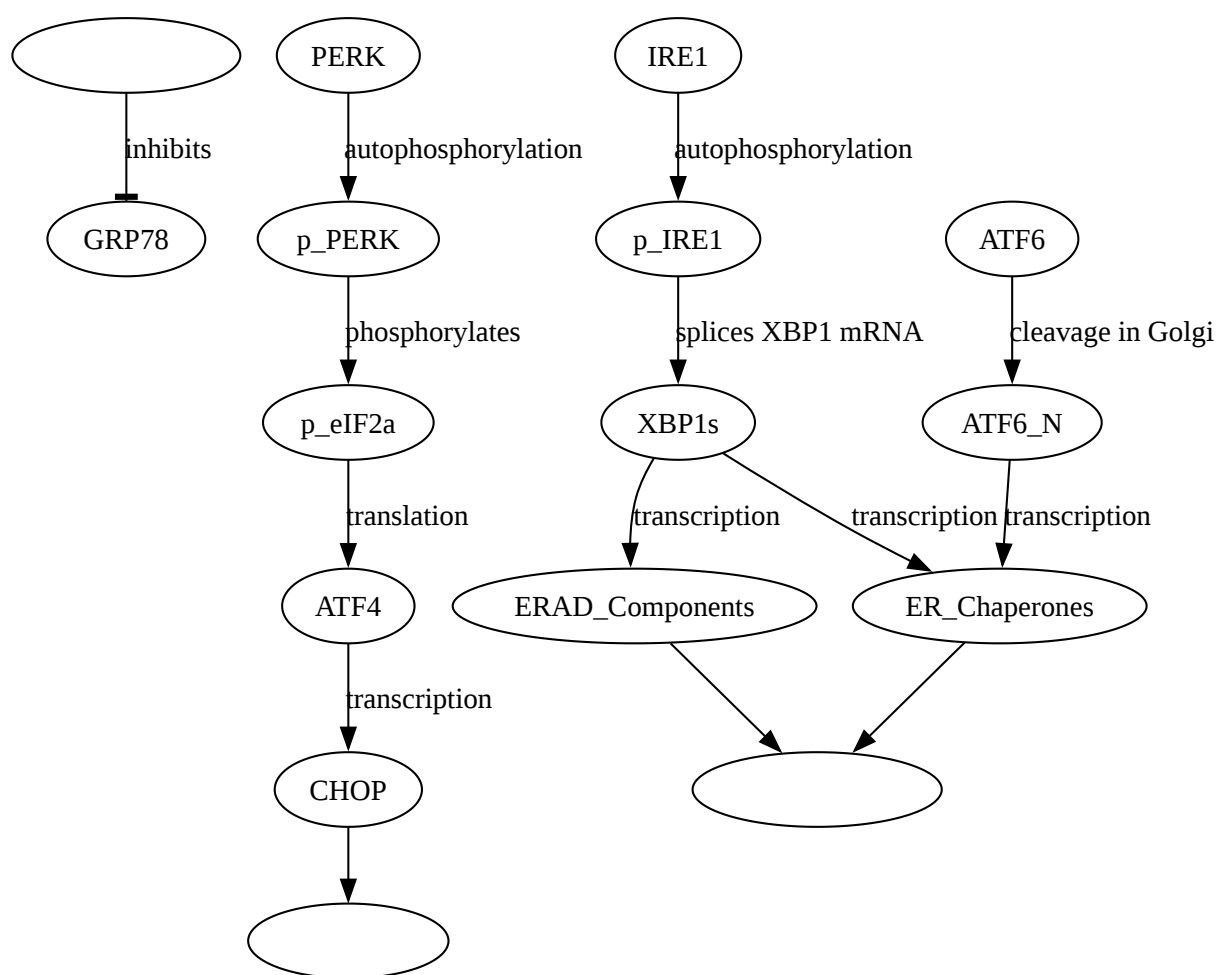 PERK
IRE1
inhibits
autophosphorylation
autophosphorylation
GRP78
p_PERK
p_IRE1
ATF6
phosphorylates
splices XBP1 mRNA
cleavage in Golgi
p_eIF2a
XBP1s
ATF6_N
translation
transcription
transcription
transcription
ATF4
ERAD_Components
ER_Chaperones
transcription
CHOP